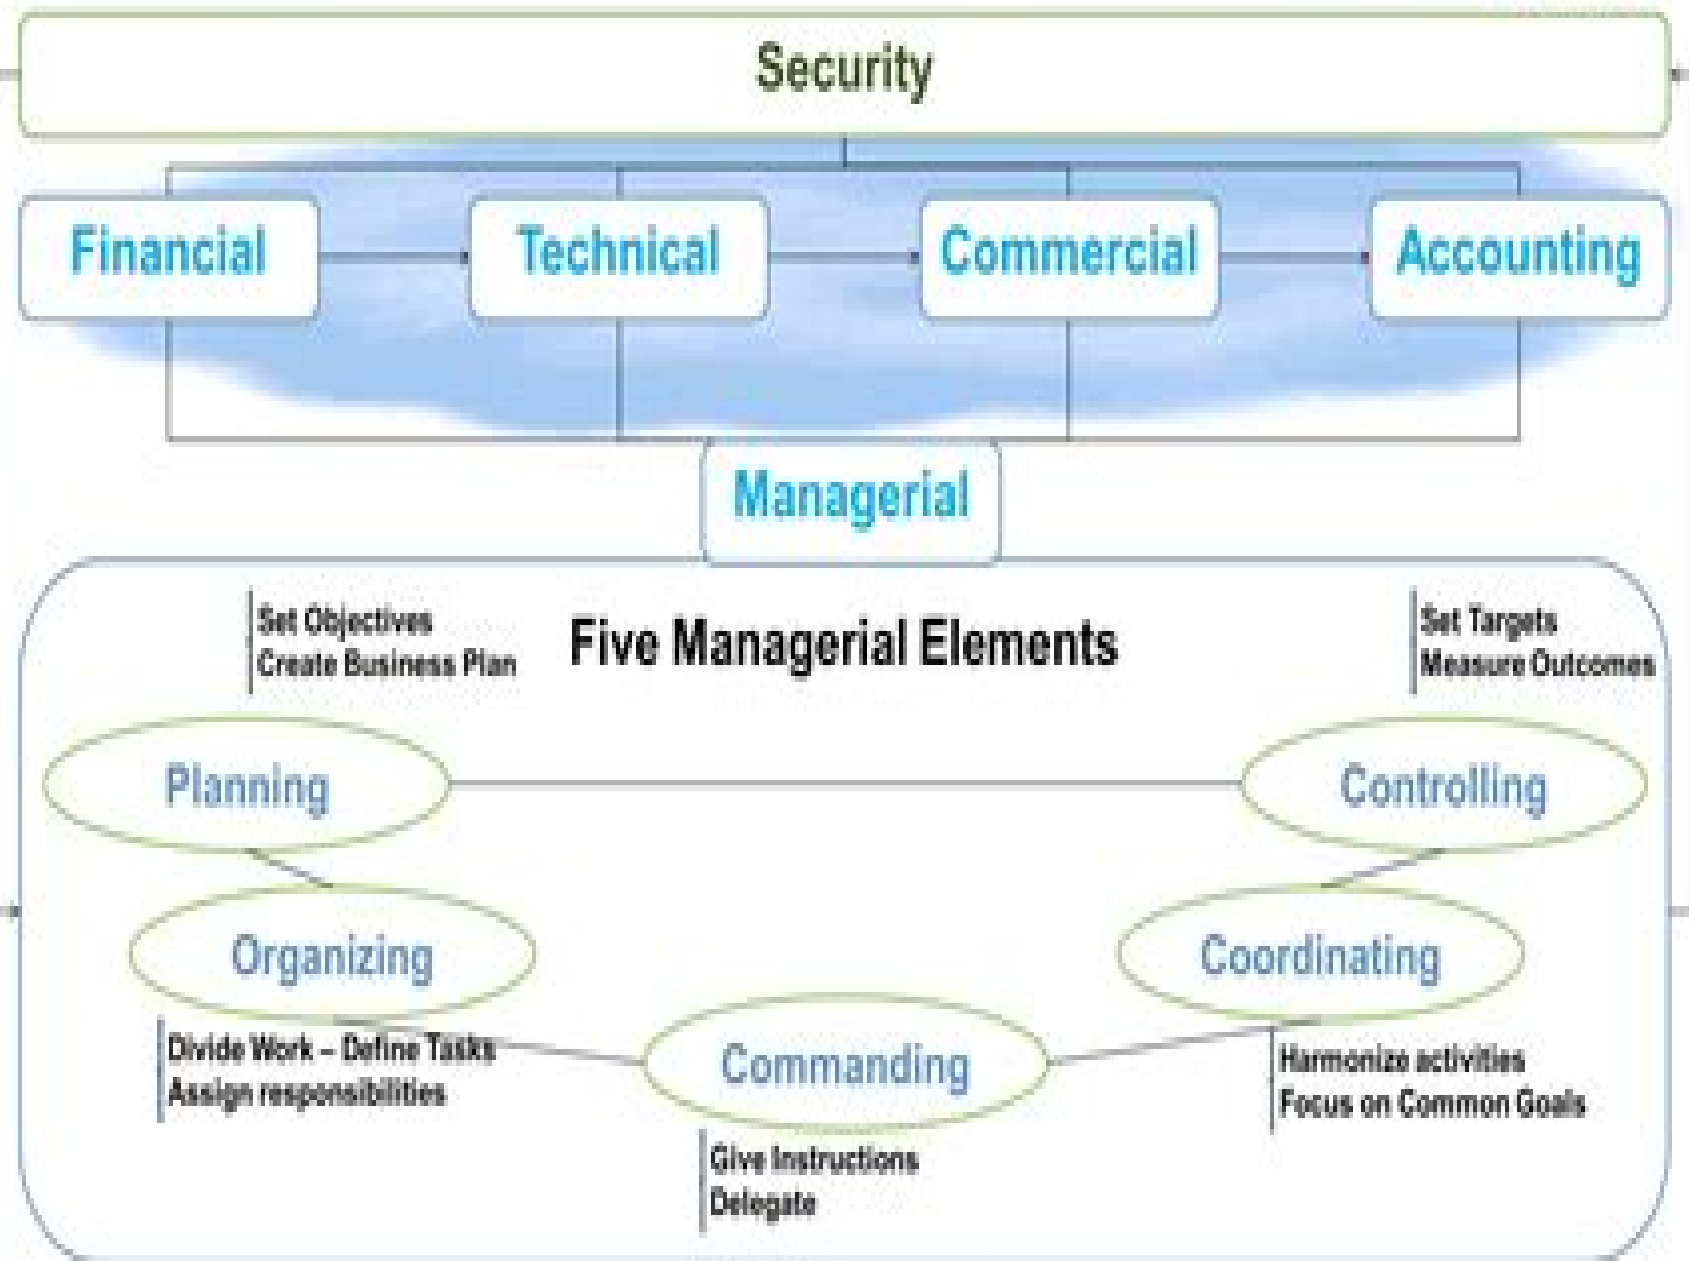 Security
Financial
Technical
Commercial
Accounting
Managerial
Set Objectives
Create Business Plan
Five Managerial Elements
Set Targets
Measure Outcomes
Planning
Controlling
Organizing
Coordinating
Divide Work – Define Tasks
Assign responsibilities
Commanding
Harmonize activities
Focus on Common Goals
Give Instructions
Delegate